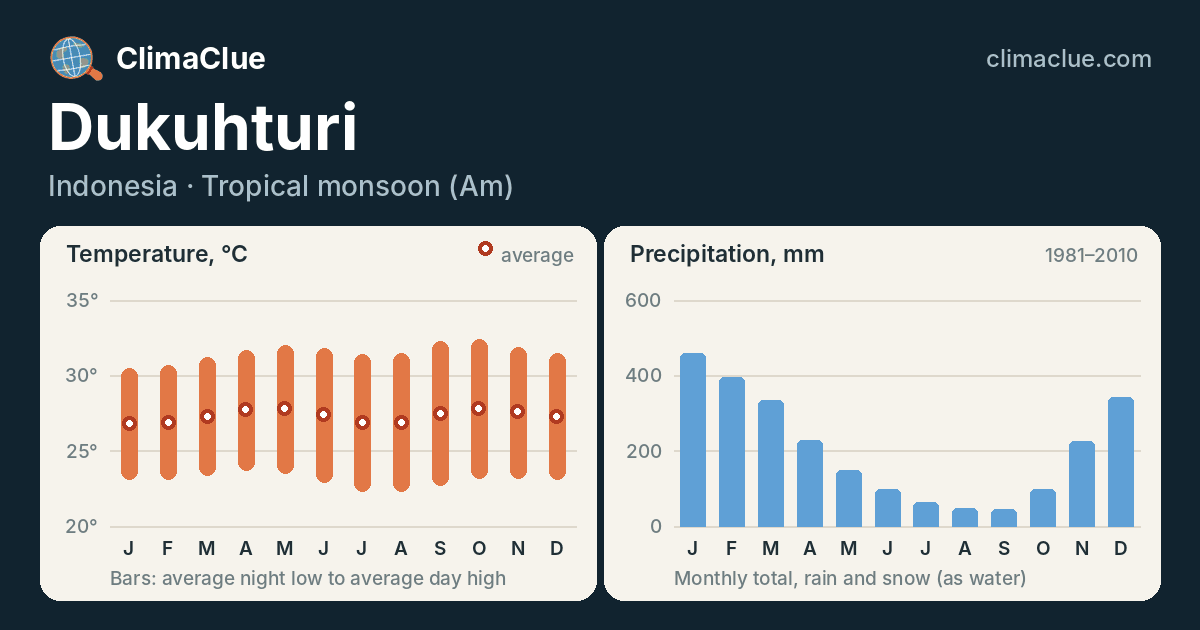 ClimaClue
climaclue.com
Dukuhturi
Indonesia · Tropical monsoon (Am)
Temperature, °C
average
35°
30°
25°
20°
J F M A M J J A S O N D
Bars: average night low to average day high
Precipitation, mm
1981–2010
600
400
200
0
J F M A M J J A S O N D
Monthly total, rain and snow (as water)